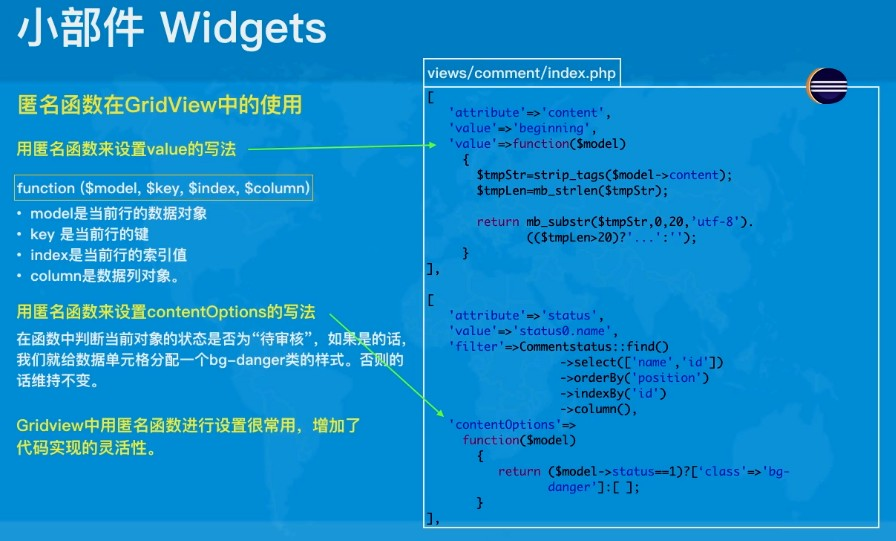 小部件 Widgets
匿名函数在GridView中的使用
用匿名函数来设置value的写法
function ($model, $key, $index, $column)
• model是当前行的数据对象
• key 是当前行的键
• index是当前行的索引值
• column是数据列对象。
用匿名函数来设置contentOptions的写法
在函数中判断当前对象的状态是否为“待审核”，如果是的话，
我们就给数据单元格分配一个bg-danger类的样式。否则的
话维持不变。
Gridview中用匿名函数进行设置很常用，增加了
代码实现的灵活性。
views/comment/index.php
[
'attribute'=>'content',
'value'=>'beginning',
'value'=>function($model)
{
$tmpStr=strip_tags($model->content);
$tmpLen=mb_strlen($tmpStr);
return mb_substr($tmpStr,0,20,'utf-8').
(($tmpLen>20)?'...':'');
}
],
[
'attribute'=>'status',
'value'=>'status0.name',
'filter'=>Commentstatus::find()
->select(['name','id'])
->orderBy('position')
->indexBy('id')
->column(),
'contentOptions'=>
function($model)
{
return ($model->status==1)?['class'=>'bg-
danger']:[ ];
}
],